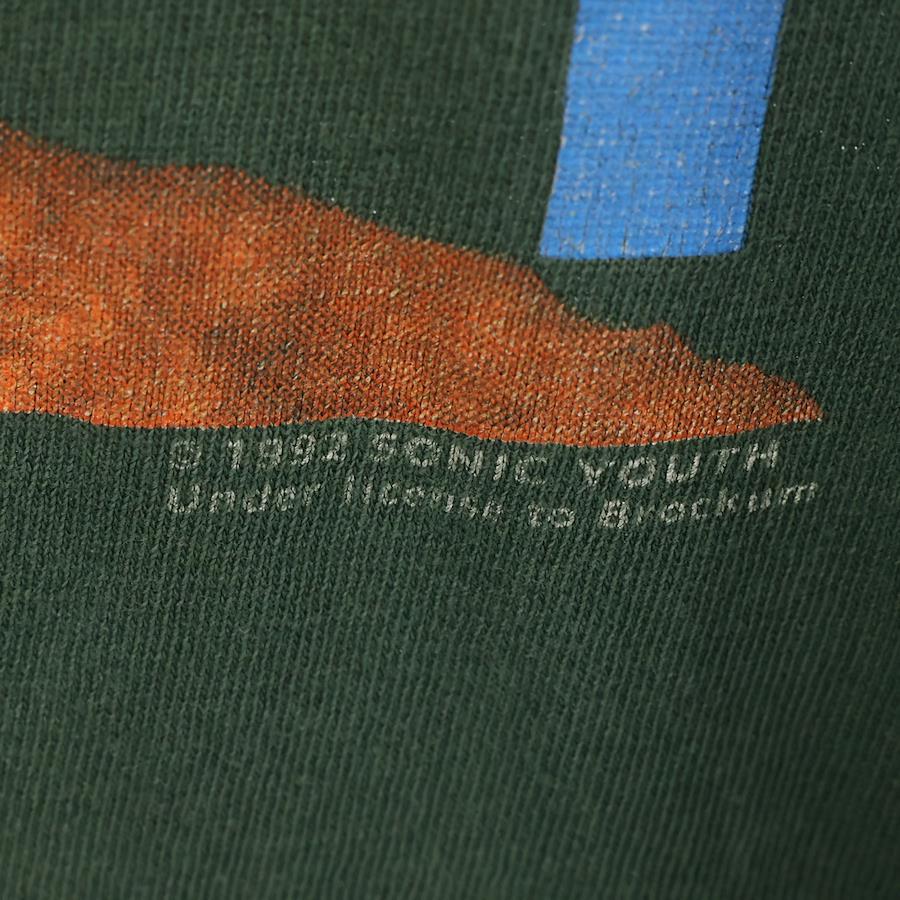 © 1992 SONIC YOUTH
Under license to Brockum